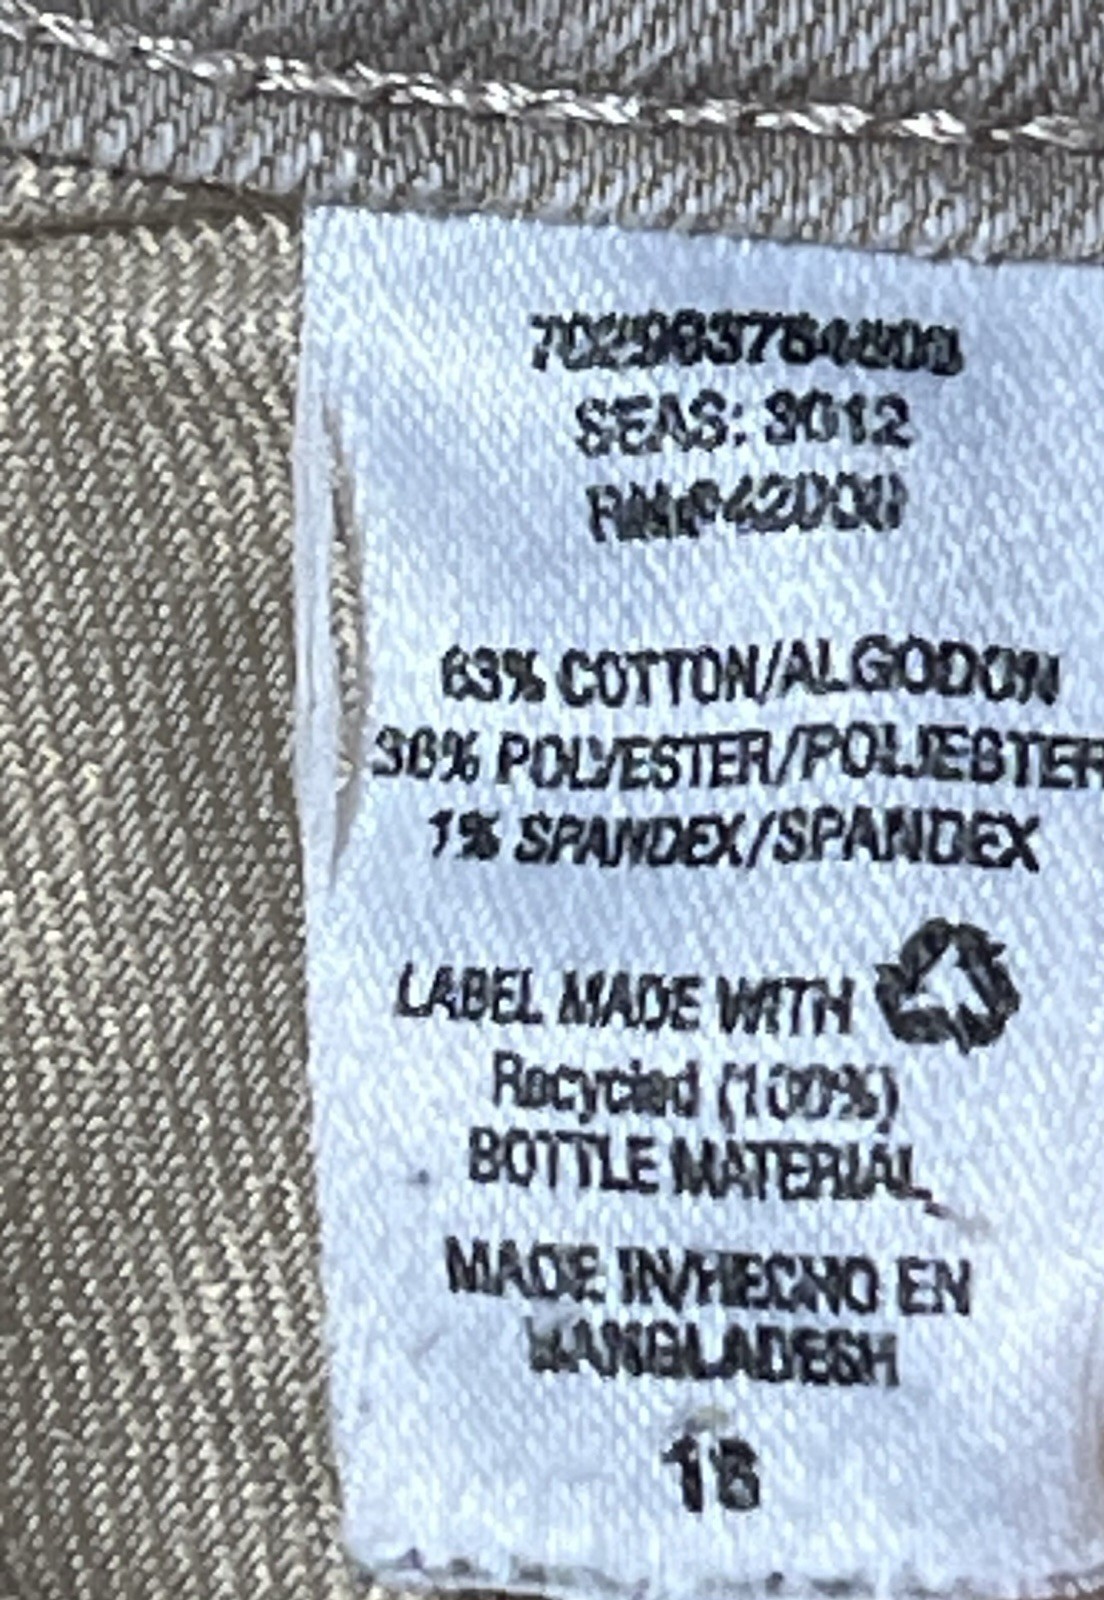 SEAS: 3012
63% COTTON/ALGODON
36% POLYESTER/POLIESTER
1% SPANDEX/SPANDEX
LABEL MADE WITH
Recycled (100%)
BOTTLE MATERIAL
MADE IN/HECHO EN
BANGLADESH